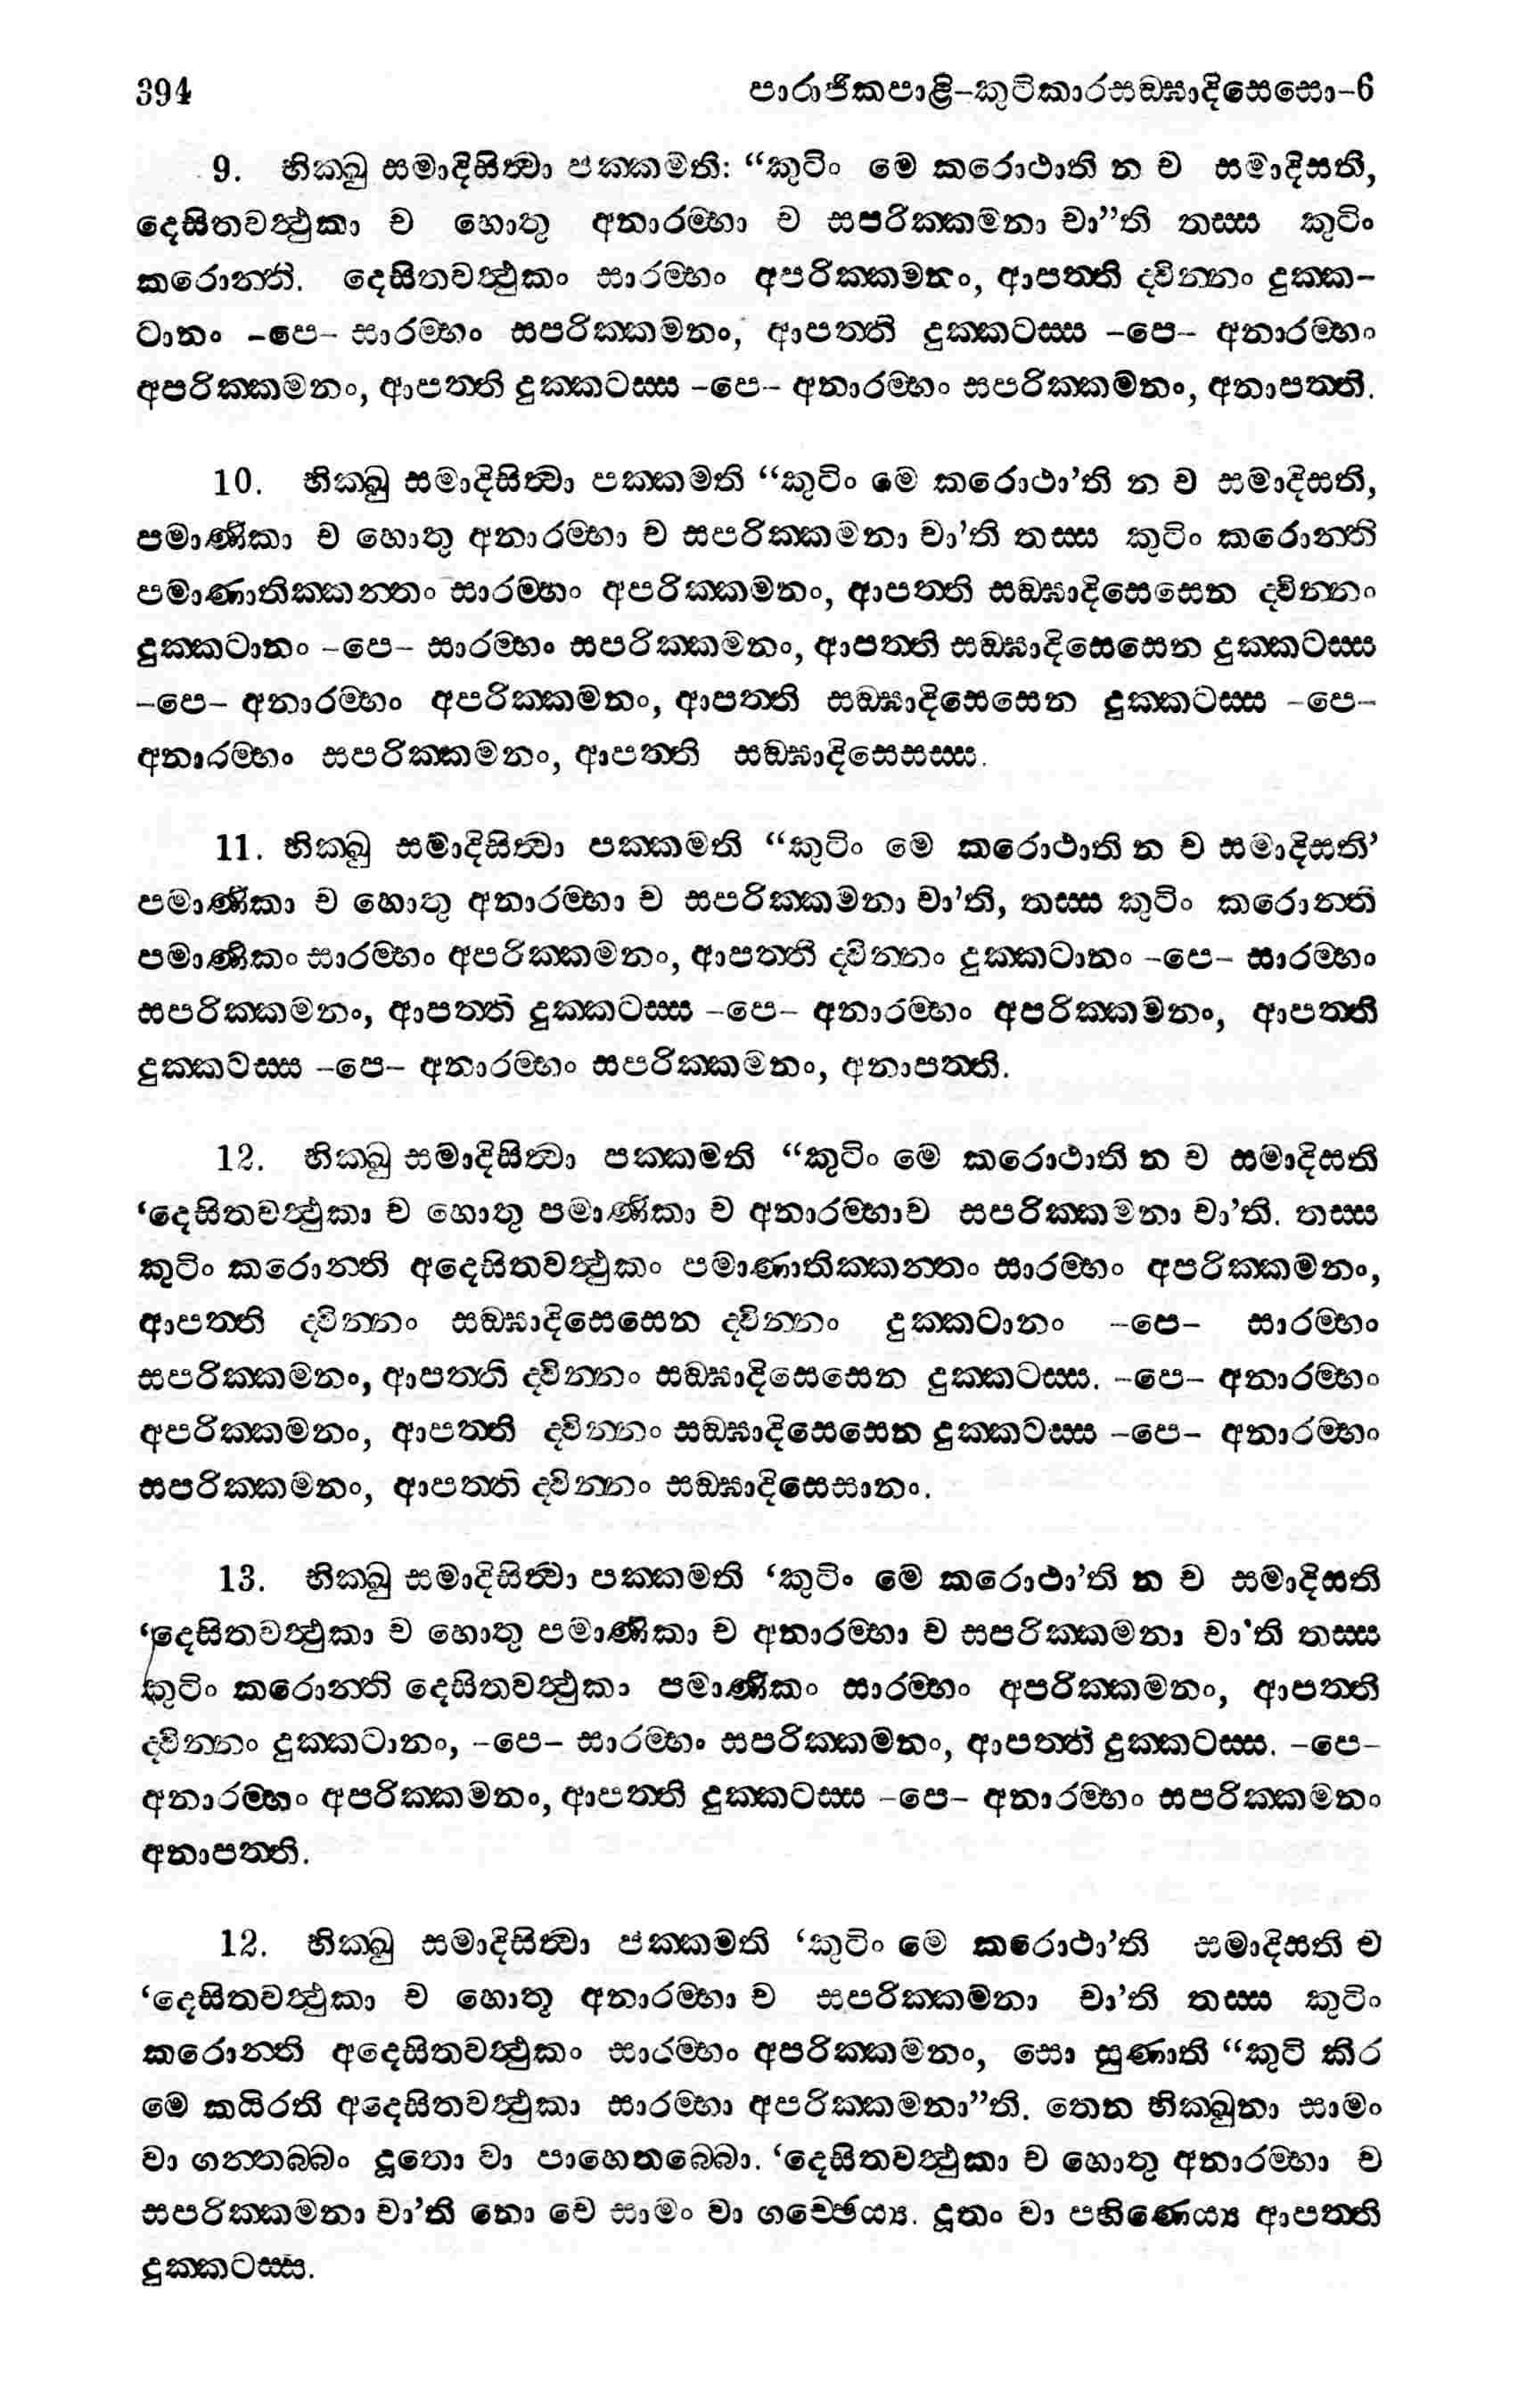 394 පාරාජිකපාළි-කුටිකාරසඞ්ඝාදිසෙසො-6
9. භික්ඛු සමාදිසිත්වා පක්කමති: “කුටිං මෙ කරොථාති න ච සමාදිසති,
දෙසිතවත්ථුකා ච හොතු අනාරම්භා ච සපරික්කමනා චා”ති තස්ස කුටිං
කරොන්ති. දෙසිතවත්ථුකං සාරම්භං අපරික්කමනං, ආපත්ති ද්වින්නං දුක්ක-
ටානං -පෙ- සාරම්භං සපරික්කමනං, ආපත්ති දුක්කටස්ස -පෙ- අනාරම්භං
අපරික්කමනං, ආපත්ති දුක්කටස්ස -පෙ- අනාරම්භං සපරික්කමනං, අනාපත්ති.
10. භික්ඛු සමාදිසිත්වා පක්කමති “කුටිං මෙ කරොථා’ති න ච සමාදිසති,
පමාණිකා ච හොතු අනාරම්භා ච සපරික්කමනා චා’ති තස්ස කුටිං කරොන්ති
පමාණාතික්කන්තං සාරම්භං අපරික්කමනං, ආපත්ති සඞ්ඝාදිසෙසෙන ද්වින්නං
දුක්කටානං -පෙ- සාරම්භං සපරික්කමනං, ආපත්ති සඞ්ඝාදිසෙසෙන දුක්කටස්ස
-පෙ- අනාරම්භං අපරික්කමනං, ආපත්ති සඞ්ඝාදිසෙසෙන දුක්කටස්ස -පෙ-
අනාරම්භං සපරික්කමනං, ආපත්ති සඞ්ඝාදිසෙසස්ස.
11. භික්ඛු සමාදිසිත්වා පක්කමති “කුටිං මෙ කරොථාති න ච සමාදිසති’
පමාණිකා ච හොතු අනාරම්භා ච සපරික්කමනා චා’ති, තස්ස කුටිං කරොන්ති
පමාණිකං සාරම්භං අපරික්කමනං, ආපත්ති ද්වින්නං දුක්කටානං -පෙ- සාරම්භං
සපරික්කමනං, ආපත්ති දුක්කටස්ස -පෙ- අනාරම්භං අපරික්කමනං, ආපත්ති
දුක්කටස්ස -පෙ- අනාරම්භං සපරික්කමනං, අනාපත්ති.
12. භික්ඛු සමාදිසිත්වා පක්කමති “කුටිං මෙ කරොථාති න ච සමාදිසති
‘දෙසිතවත්ථුකා ච හොතු පමාණිකා ච අනාරම්භාච සපරික්කමනා චා’ති. තස්ස
කුටිං කරොන්ති අදෙසිතවත්ථුකං පමාණාතික්කන්තං සාරම්භං අපරික්කමනං,
ආපත්ති ද්වින්නං සඞ්ඝාදිසෙසෙන ද්වින්නං දුක්කටානං -පෙ- සාරම්භං
සපරික්කමනං, ආපත්ති ද්වින්නං සඞ්ඝාදිසෙසෙන දුක්කටස්ස. -පෙ- අනාරම්භං
අපරික්කමනං, ආපත්ති ද්වින්නං සඞ්ඝාදිසෙසෙන දුක්කටස්ස -පෙ- අනාරම්භං
සපරික්කමනං, ආපත්ති ද්වින්නං සඞ්ඝාදිසෙසානං.
13. භික්ඛු සමාදිසිත්වා පක්කමති ‘කුටිං මෙ කරොථා’ති න ච සමාදිසති
‘දෙසිතවත්ථුකා ච හොතු පමාණිකා ච අනාරම්භා ච සපරික්කමනා චා’ති තස්ස
කුටිං කරොන්ති දෙසිතවත්ථුකා පමාණිකං සාරම්භං අපරික්කමනං, ආපත්ති
ද්වින්නං දුක්කටානං, -පෙ- සාරම්භං සපරික්කමනං, ආපත්ති දුක්කටස්ස. -පෙ-
අනාරම්භං අපරික්කමනං, ආපත්ති දුක්කටස්ස -පෙ- අනාරම්භං සපරික්කමනං
අනාපත්ති.
12. භික්ඛු සමාදිසිත්වා පක්කමති ‘කුටිං මෙ කරොථා’ති සමාදිසති ච
‘දෙසිතවත්ථුකා ච හොතූ අනාරම්භා ච සපරික්කමනා චා’ති තස්ස කුටිං
කරොන්ති අදෙසිතවත්ථුකං සාරම්භං අපරික්කමනං, සො සුණාති “කුටි කිර
මෙ කයිරති අදෙසිතවත්ථුකා සාරම්භා අපරික්කමනා”ති. තෙන භික්ඛුනා සාමං
වා ගන්තබ්බං දූතො වා පාහෙතබ්බො. ‘දෙසිතවත්ථුකා ච හොතු අනාරම්භා ච
සපරික්කමනා චා’ති නො චෙ සාමං වා ගච්ඡෙය්‍ය. දූතං වා පහිණෙය්‍ය ආපත්ති
දුක්කටස්ස.